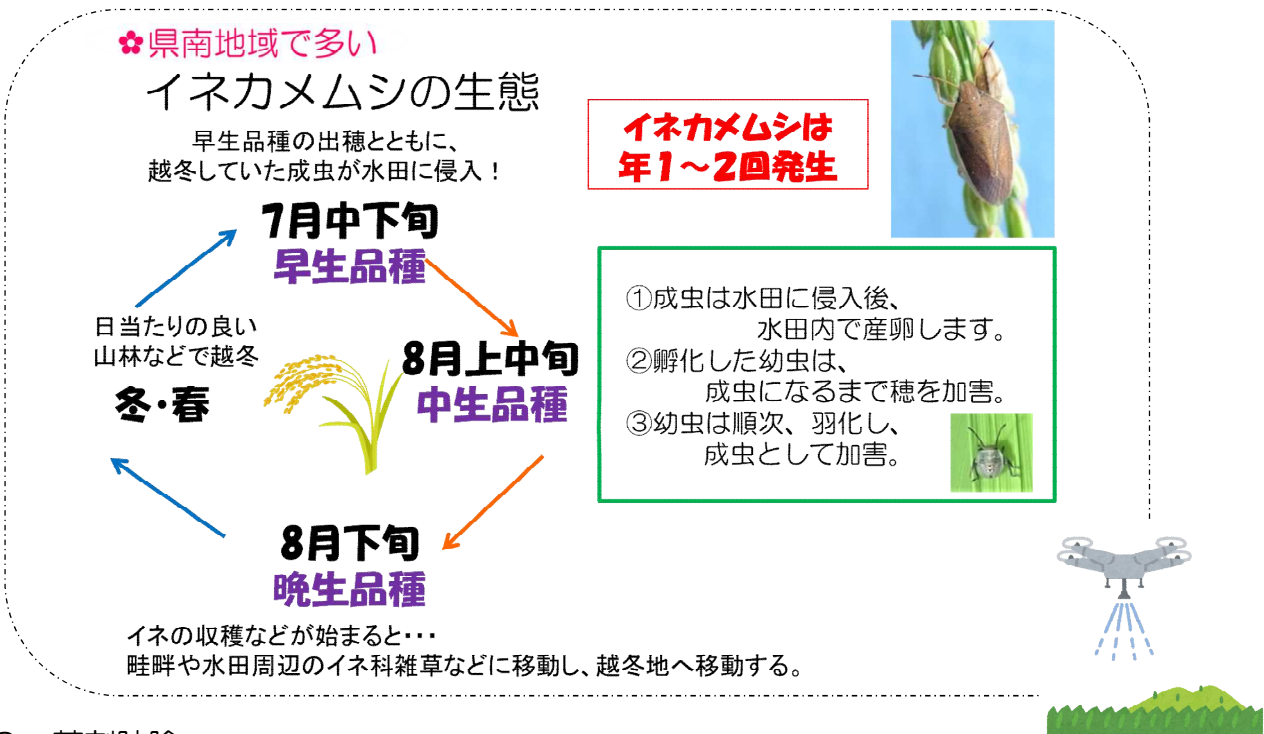 ✿県南地域で多い
イネカメムシの生態
早生品種の出穂とともに、
越冬していた成虫が水田に侵入！
イネカメムシは
年１～２回発生
7月中下旬
早生品種
日当たりの良い
山林などで越冬
冬・春
8月上中旬
中生品種
8月下旬
晩生品種
①成虫は水田に侵入後、
水田内で産卵します。
②孵化した幼虫は、
成虫になるまで穂を加害。
③幼虫は順次、羽化し、
成虫として加害。
イネの収穫などが始まると・・・
畦畔や水田周辺のイネ科雑草などに移動し、越冬地へ移動する。